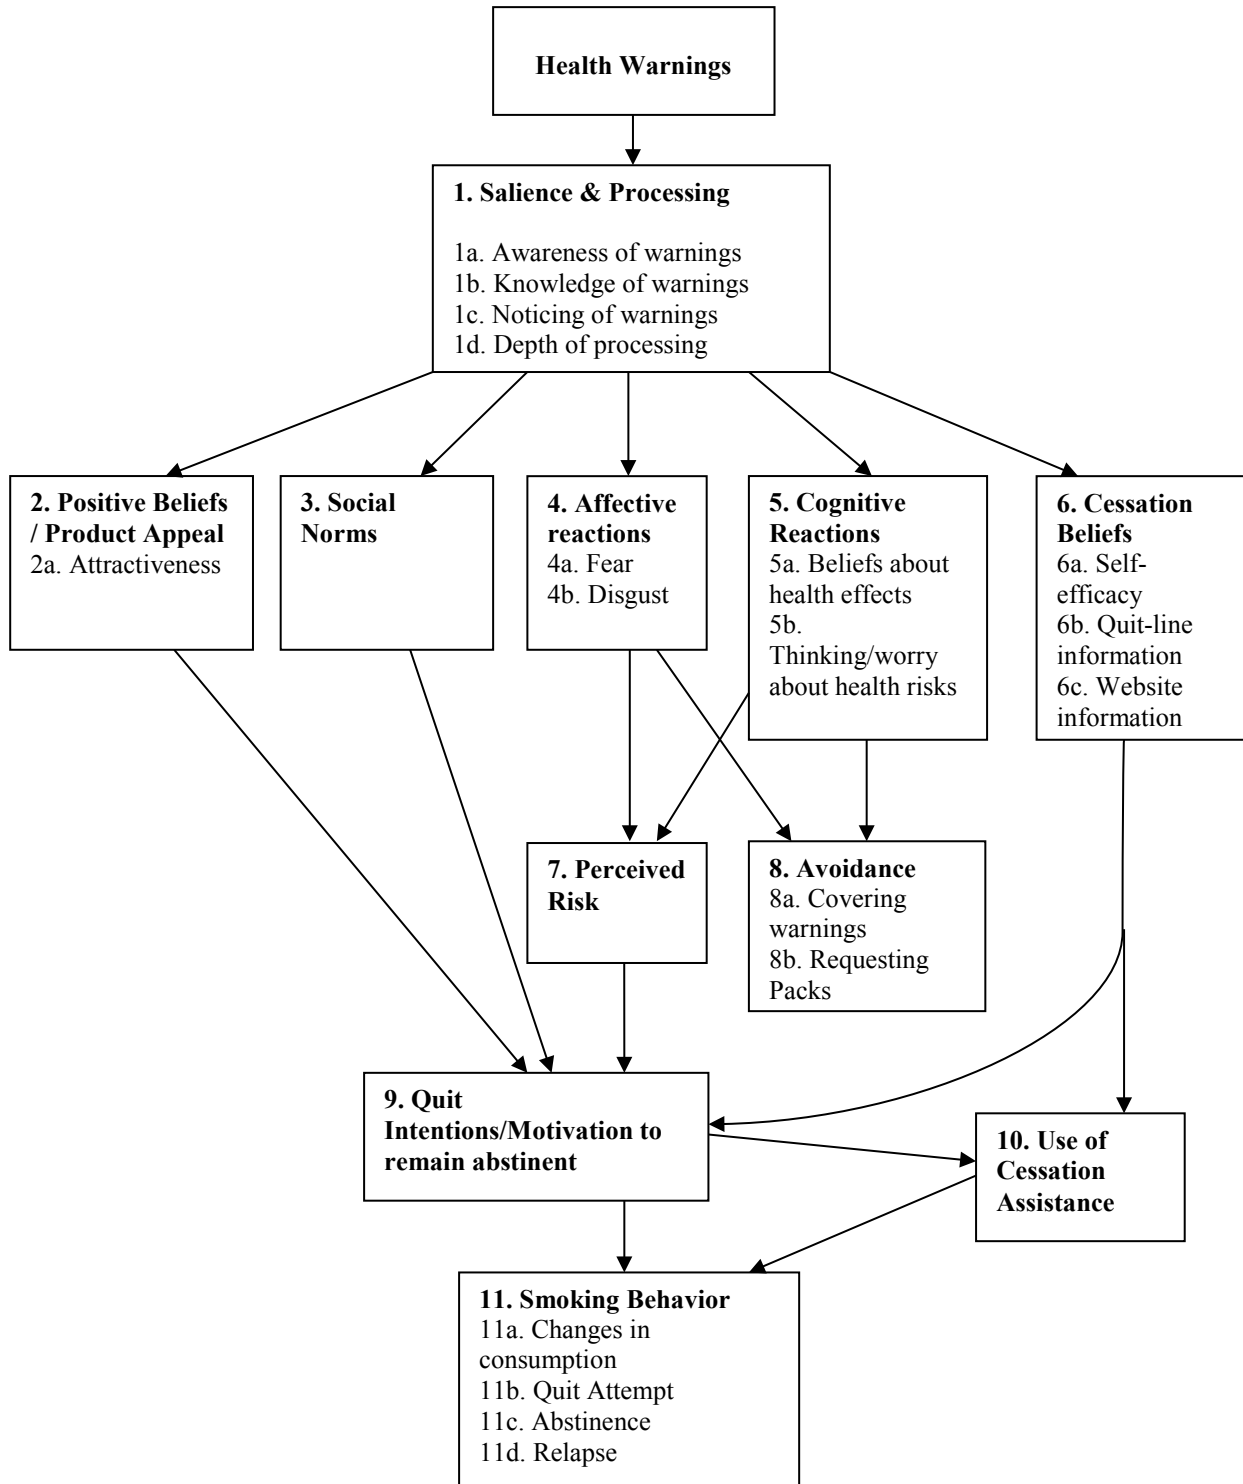 Health Warnings
1. Salience & Processing
1a. Awareness of warnings
1b. Knowledge of warnings
1c. Noticing of warnings
1d. Depth of processing
2. Positive Beliefs
/ Product Appeal
2a. Attractiveness
3. Social
Norms
4. Affective
reactions
4a. Fear
4b. Disgust
5. Cognitive
Reactions
5a. Beliefs about
health effects
5b.
Thinking/worry
about health risks
6. Cessation
Beliefs
6a. Self-
efficacy
6b. Quit-line
information
6c. Website
information
7. Perceived
Risk
8. Avoidance
8a. Covering
warnings
8b. Requesting
Packs
9. Quit
Intentions/Motivation to
remain abstinent
10. Use of
Cessation
Assistance
11. Smoking Behavior
11a. Changes in
consumption
11b. Quit Attempt
11c. Abstinence
11d. Relapse